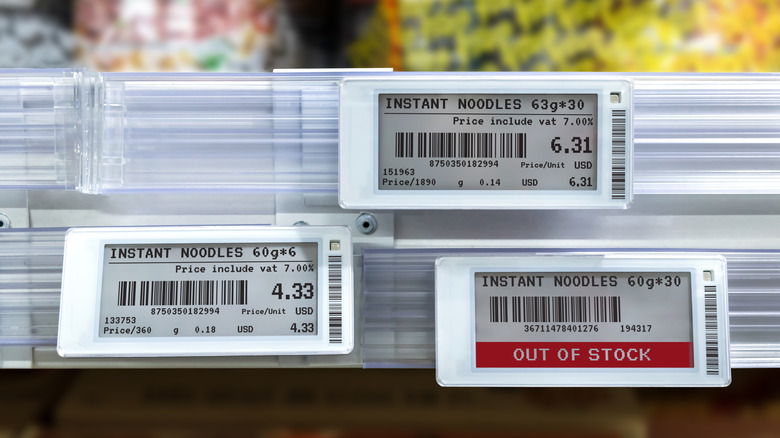 INSTANT NOODLES 63g*30
Price include vat 7.00%
6.31
8750350182994 Price/Unit USD
151963
Price/1890 g 0.14 USD 6.31
INSTANT NOODLES 60g*6
Price include vat 7.00%
4.33
8750350182994 Price/Unit USD
133753
Price/360 g 0.18 USD 4.33
INSTANT NOODLES 60g*30
36711478401276 194317
OUT OF STOCK